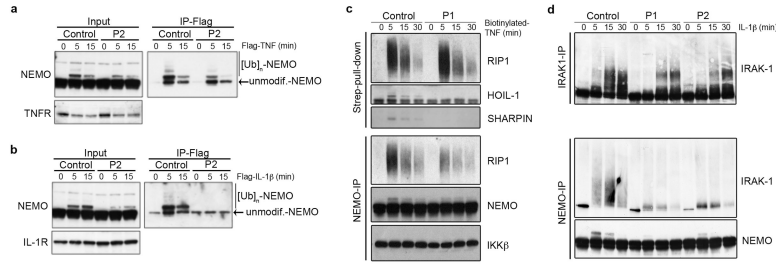 a
Input
IP-Flag
Control
P2
Control
P2
0 5 15 0 5 15
0 5 15 0 5 15
Flag-TNF (min)
NEMO
[Ub]n-NEMO
←unmodif.-NEMO
TNFR
b
Input
IP-Flag
Control
P2
Control
P2
0 5 15 0 5 15
0 5 15 0 5 15
Flag-IL-1β (min)
NEMO
[Ub]n-NEMO
← unmodif.-NEMO
IL-1R
c
Control
P1
Biotinylated-
TNF (min)
0 5 15 30 0 5 15 30
Strep-pull-down
RIP1
HOIL-1
SHARPIN
NEMO-IP
RIP1
NEMO
IKKβ
d
Control
P1
P2
0 5 15 30 0 5 15 30 0 5 15 30
IL-1β (min)
IRAK1-IP
IRAK-1
NEMO-IP
IRAK-1
NEMO